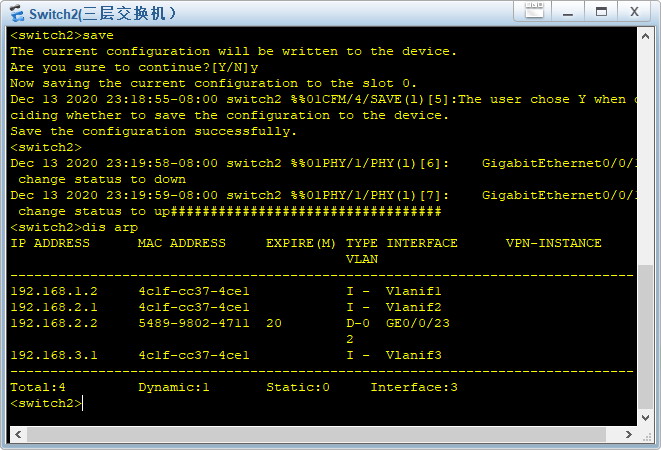 Switch2(三层交换机)
<switch2>save
The current configuration will be written to the device.
Are you sure to continue?[Y/N]y
Now saving the current configuration to the slot 0.
Dec 13 2020 23:18:55-08:00 switch2 %%01CFM/4/SAVE(l)[5]:The user chose Y when
ciding whether to save the configuration to the device.
Save the configuration successfully.
<switch2>
Dec 13 2020 23:19:58-08:00 switch2 %%01PHY/1/PHY(l)[6]:    GigabitEthernet0/0/
 change status to down
Dec 13 2020 23:19:59-08:00 switch2 %%01PHY/1/PHY(l)[7]:    GigabitEthernet0/0/
 change status to up##################################
<switch2>dis arp
IP ADDRESS      MAC ADDRESS     EXPIRE(M) TYPE INTERFACE      VPN-INSTANCE
                                          VLAN
------------------------------------------------------------------------------
192.168.1.2     4c1f-cc37-4ce1            I -  Vlanif1
192.168.2.1     4c1f-cc37-4ce1            I -  Vlanif2
192.168.2.2     5489-9802-4711  20        D-0  GE0/0/23
                                          2
192.168.3.1     4c1f-cc37-4ce1            I -  Vlanif3
------------------------------------------------------------------------------
Total:4         Dynamic:1       Static:0     Interface:3
<switch2>